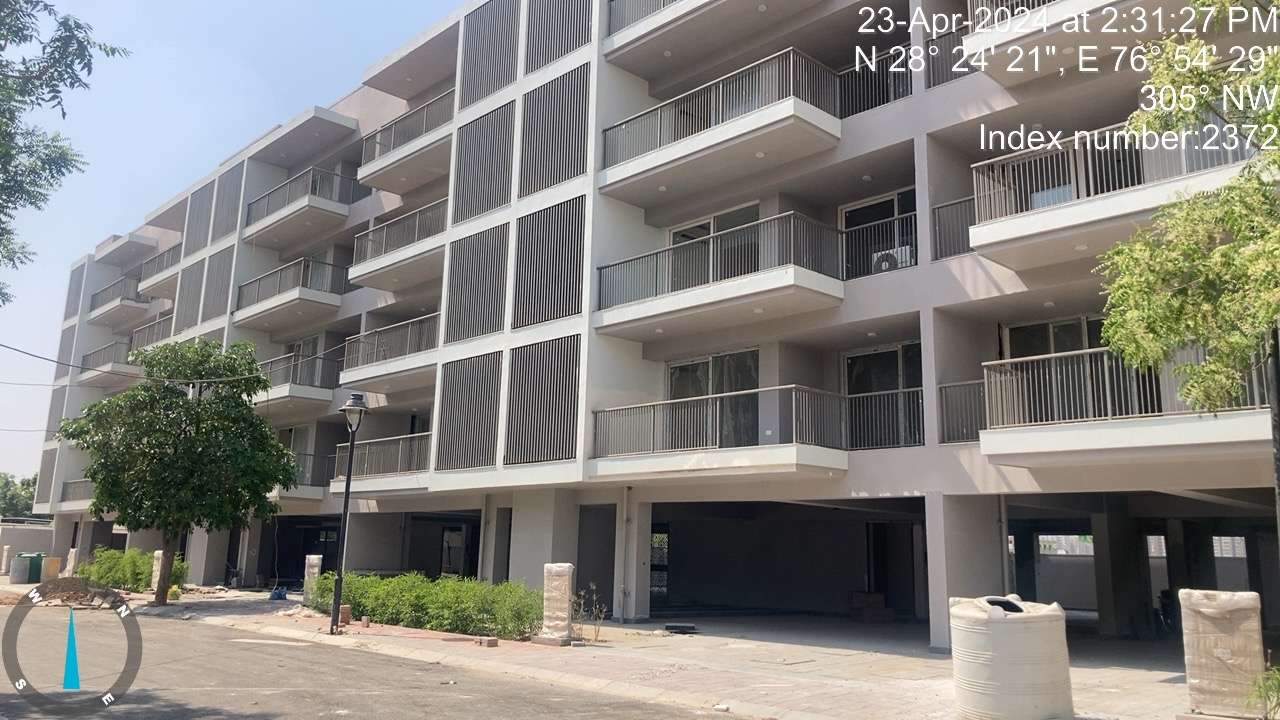 23-Apr-2024 at 2:31:27 PM
N 28° 24' 21", E 76° 54' 29"
305° NW
Index number:2372
W
N
S
E